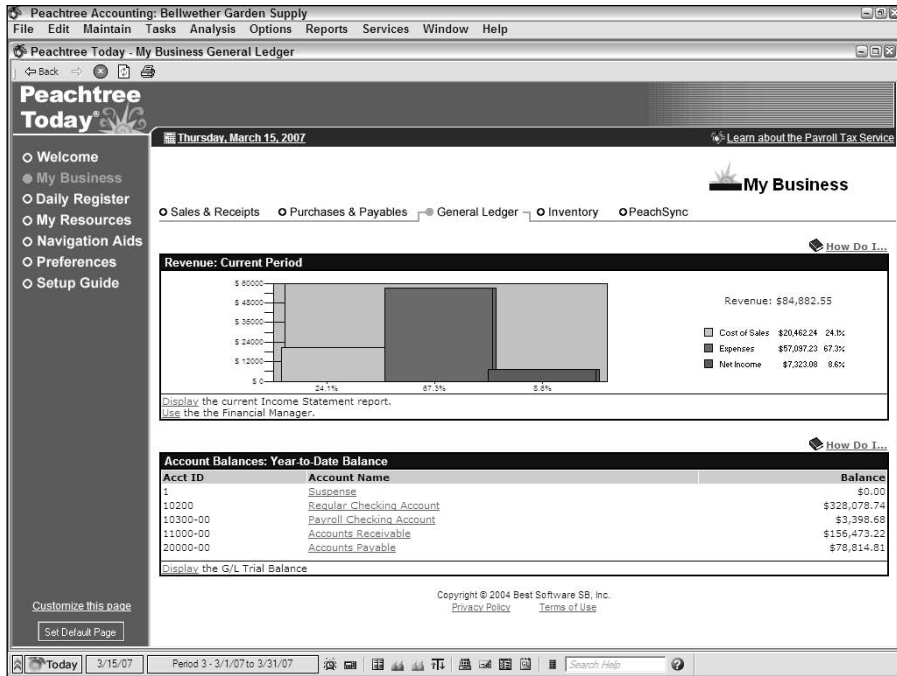 Peachtree Accounting: Bellwether Garden Supply
File Edit Maintain Tasks Analysis Options Reports Services Window Help
Peachtree Today - My Business General Ledger
Back
Peachtree
Today®
Thursday, March 15, 2007 Learn about the Payroll Tax Service
Welcome
My Business
Daily Register
My Resources
Navigation Aids
Preferences
Setup Guide
My Business
Sales & Receipts Purchases & Payables General Ledger Inventory PeachSync
How Do I...
Revenue: Current Period
$ 60000
$ 48000
$ 36000
$ 24000
$ 12000
$ 0
24.1% 67.3% 8.6%
Revenue: $84,882.55
Cost of Sales $20,462.24 24.1%
Expenses $57,097.23 67.3%
Net Income $7,323.08 8.6%
Display the current Income Statement report.
Use the the Financial Manager.
How Do I...
Account Balances: Year-to-Date Balance
Acct ID Account Name Balance
1 Suspense $0.00
10200 Regular Checking Account $328,078.74
10300-00 Payroll Checking Account $3,398.68
11000-00 Accounts Receivable $156,473.22
20000-00 Accounts Payable $78,814.81
Display the G/L Trial Balance
Copyright © 2004 Best Software SB, Inc.
Privacy Policy Terms of Use
Customize this page
Set Default Page
Today 3/15/07 Period 3 - 3/1/07 to 3/31/07 Search Help